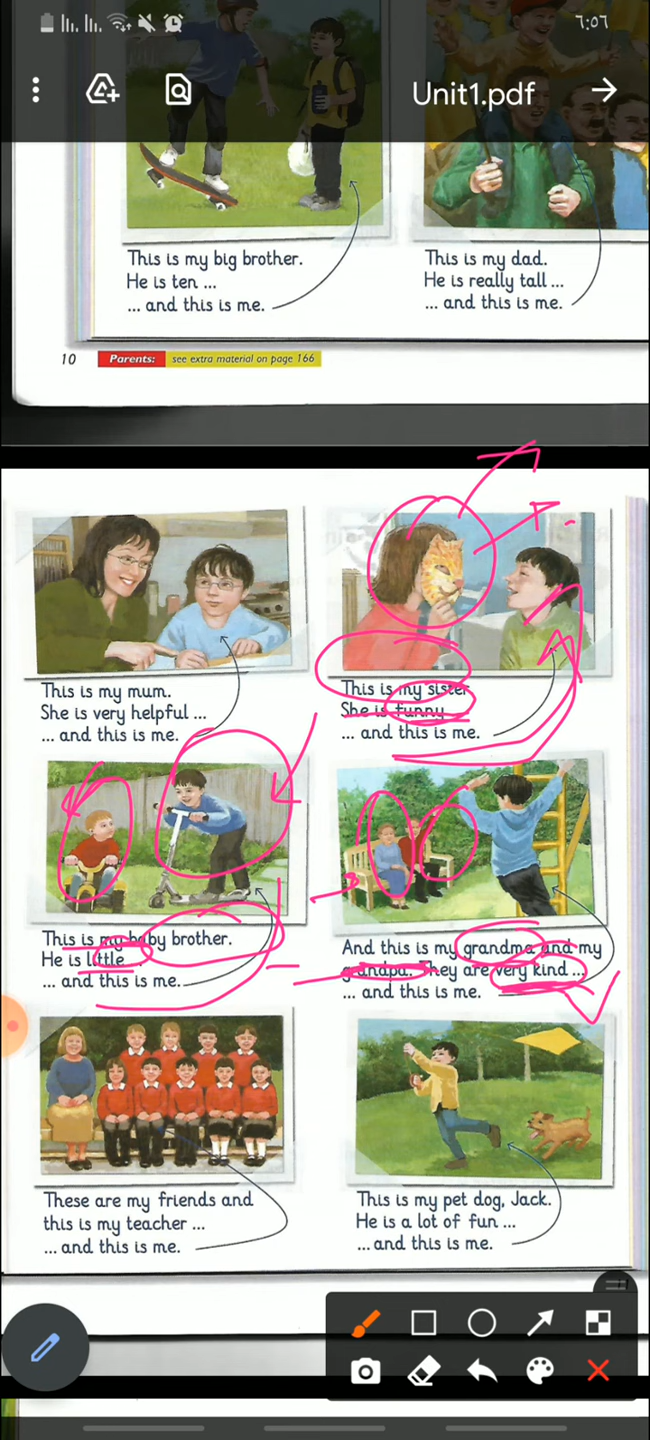 ٦:٥٦
Unit1.pdf
This is my big brother.
He is ten ...
... and this is me.
This is my dad.
He is really tall ...
... and this is me.
10 Parents: see extra material on page 166
This is my mum.
She is very helpful ...
... and this is me.
This is my sister
She is funny
... and this is me.
This is my baby brother.
He is little ...
... and this is me.
And this is my grandma and my
grandpa. They are very kind ...
... and this is me.
These are my friends and
this is my teacher ...
... and this is me.
This is my pet dog, Jack.
He is a lot of fun ...
... and this is me.